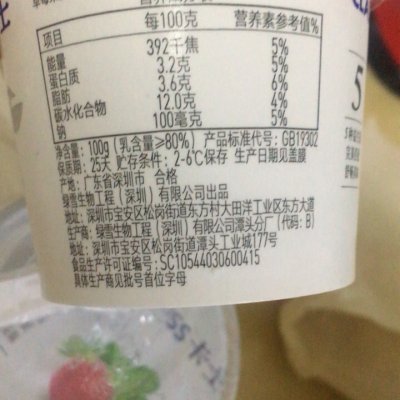 项目 每100克 营养素参考值%
能量 392千焦 5%
蛋白质 3.2克 5%
脂肪 3.6克 6%
碳水化合物 12.0克 4%
钠 100毫克 5%
净含量:100g (乳含量≥80%) 产品标准代号:GB19302
保质期:25天 贮存条件:2-6℃保存 生产日期见盖膜
产地:广东省深圳市 合格
绿雪生物工程(深圳)有限公司出品
地址:深圳市宝安区松岗街道东方村大田洋工业区东方大道
生产商:绿雪生物工程(深圳)有限公司潭头分厂(代码:B)
地址:深圳市宝安区松岗街道潭头工业城177号
食品生产许可证编号:SC10544030600415
具体生产商见批号首位字母
5